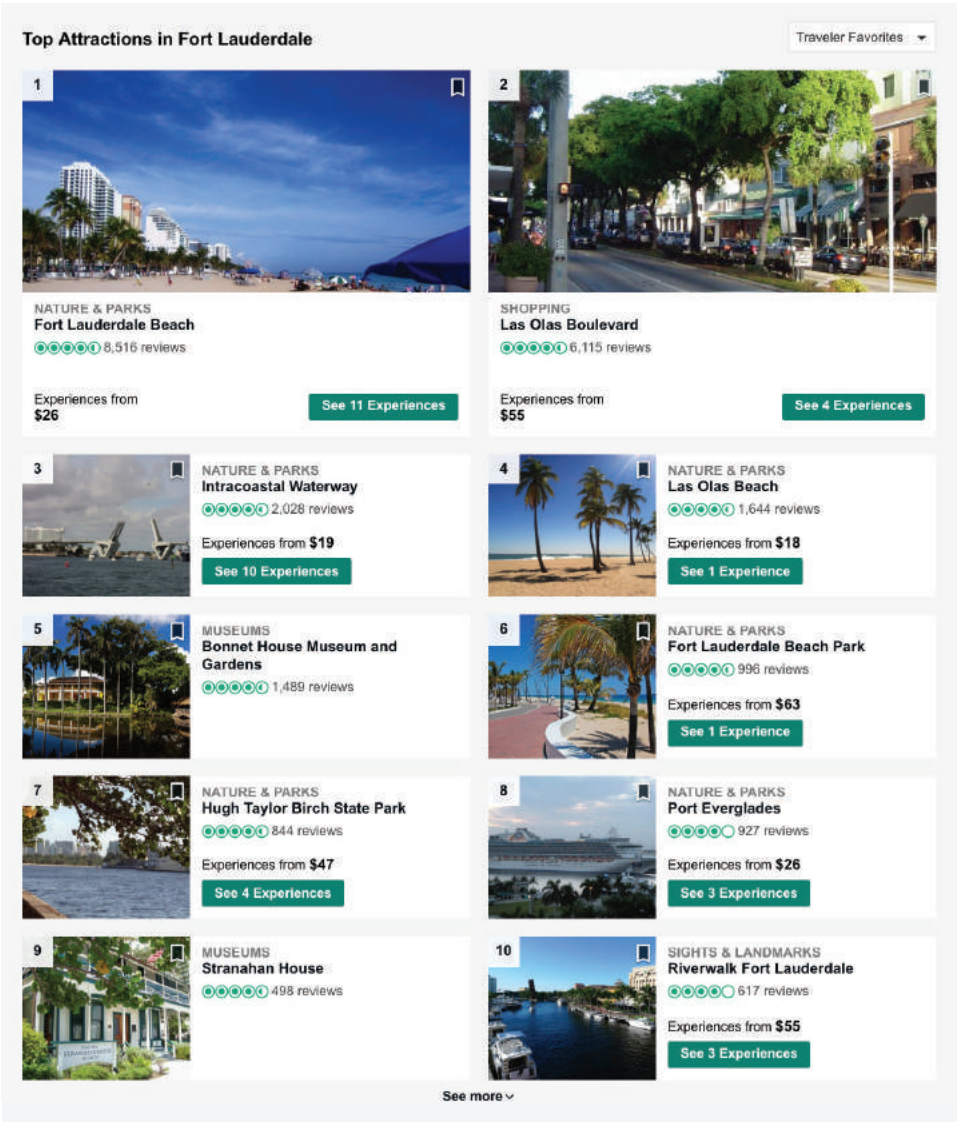 Top Attractions in Fort Lauderdale
Traveler Favorites
1
NATURE & PARKS
Fort Lauderdale Beach
8,516 reviews
Experiences from
$26
See 11 Experiences
2
SHOPPING
Las Olas Boulevard
6,115 reviews
Experiences from
$55
See 4 Experiences
3
NATURE & PARKS
Intracoastal Waterway
2,028 reviews
Experiences from $19
See 10 Experiences
4
NATURE & PARKS
Las Olas Beach
1,644 reviews
Experiences from $18
See 1 Experience
5
MUSEUMS
Bonnet House Museum and
Gardens
1,489 reviews
6
NATURE & PARKS
Fort Lauderdale Beach Park
996 reviews
Experiences from $63
See 1 Experience
7
NATURE & PARKS
Hugh Taylor Birch State Park
844 reviews
Experiences from $47
See 4 Experiences
8
NATURE & PARKS
Port Everglades
927 reviews
Experiences from $26
See 3 Experiences
9
MUSEUMS
Stranahan House
498 reviews
10
SIGHTS & LANDMARKS
Riverwalk Fort Lauderdale
617 reviews
Experiences from $55
See 3 Experiences
See more